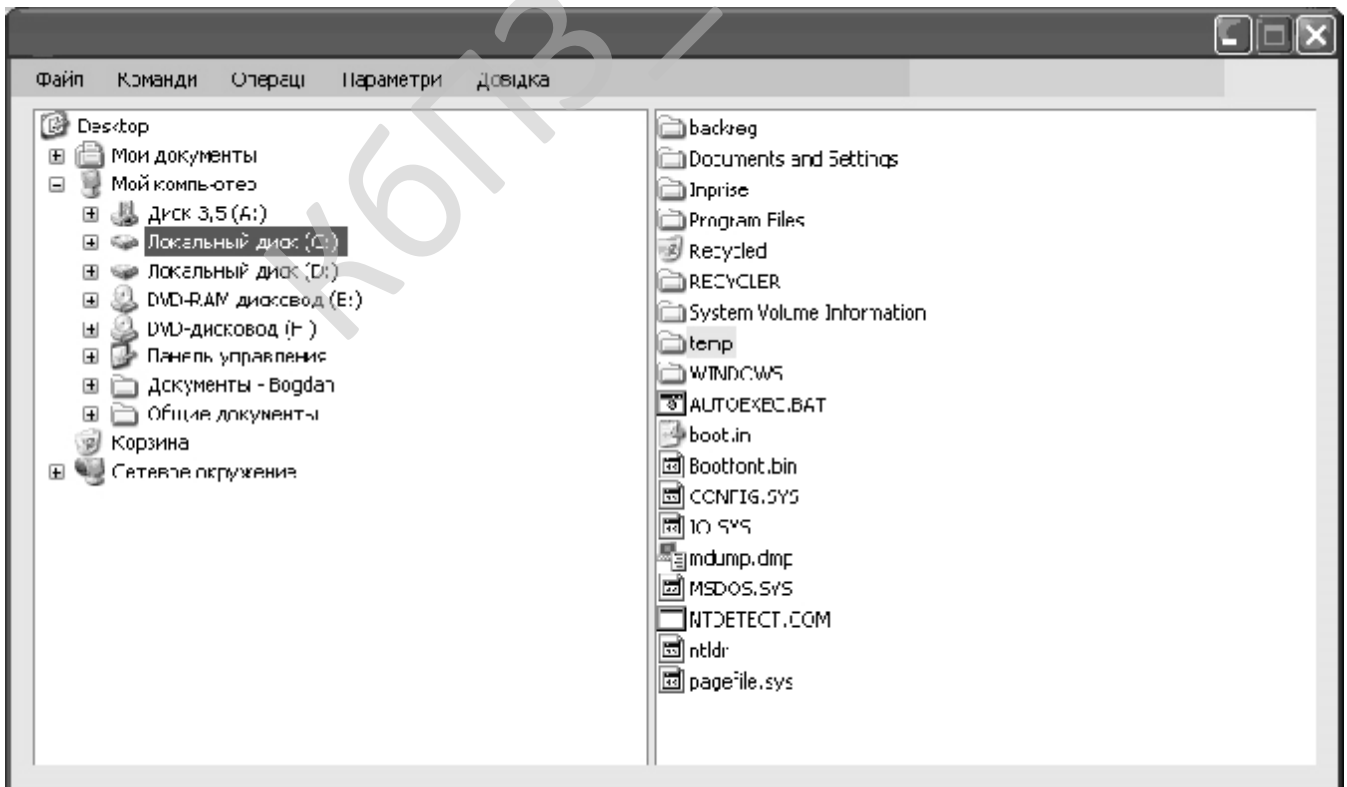 КбПЗ –
Файл Команди Операції Параметри Довідка
Desktop
Мои документы
Мой компьютер
Диск 3,5 (A:)
Локальный диск (C:)
Локальный диск (D:)
DVD-RAM дисковод (E:)
DVD-дисковод (F:)
Панель управления
Документы - Bogdan
Общие документы
Корзина
Сетевое окружение
backreg
Documents and Settings
Inprise
Program Files
Recycled
RECYCLER
System Volume Information
temp
WINDOWS
AUTOEXEC.BAT
boot.ini
Bootfont.bin
CONFIG.SYS
IO.SYS
mdump.dmp
MSDOS.SYS
NTDETECT.COM
ntldr
pagefile.sys